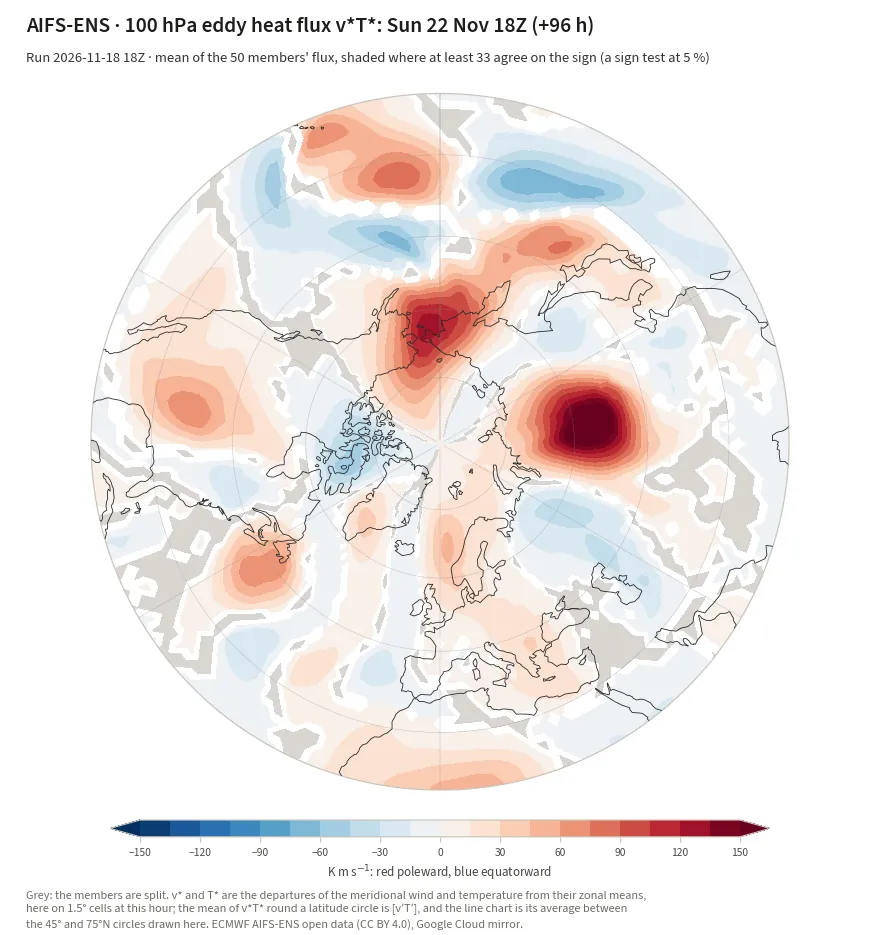 AIFS-ENS · 100 hPa eddy heat flux v*T*: Sun 22 Nov 18Z (+96 h)
Run 2026-11-18 18Z · mean of the 50 members' flux, shaded where at least 33 agree on the sign (a sign test at 5 %)
−150 −120 −90 −60 −30 0 30 60 90 120 150
K m s⁻¹: red poleward, blue equatorward
Grey: the members are split. v* and T* are the departures of the meridional wind and temperature from their zonal means,
here on 1.5° cells at this hour; the mean of v*T* round a latitude circle is [v'T'], and the line chart is its average between
the 45° and 75°N circles drawn here. ECMWF AIFS-ENS open data (CC BY 4.0), Google Cloud mirror.